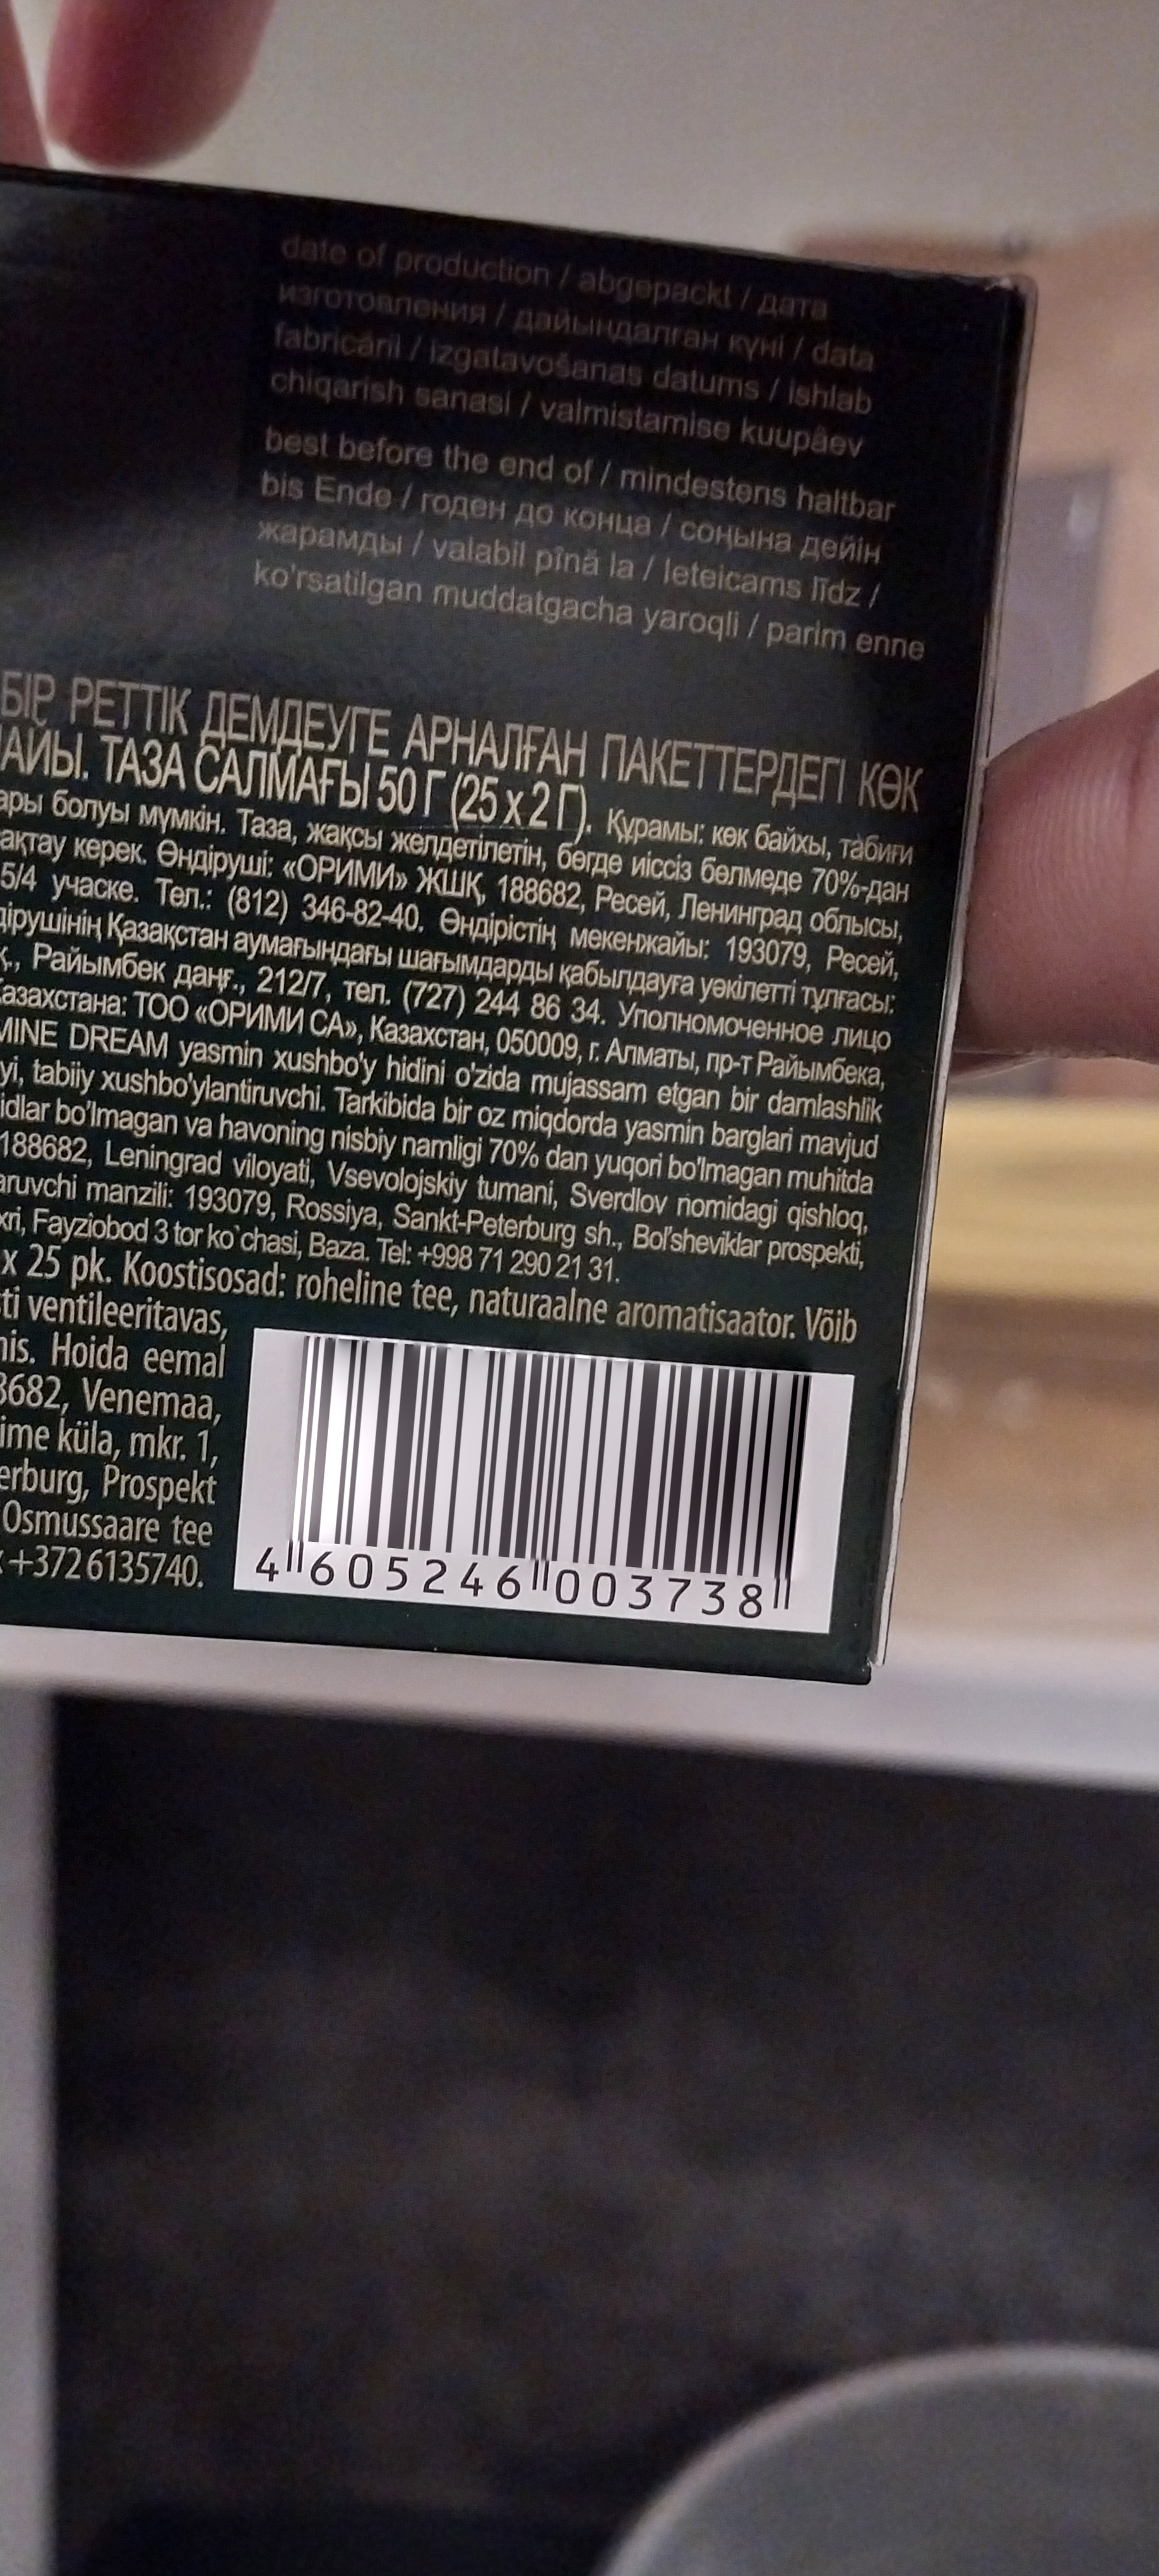 date of production / abgepackt / дата
изготовления / дайындалған күні / data
fabricării / izgatavošanas datums / ishlab
chiqarish sanasi / valmistamise kuupäev
best before the end of / mindestens haltbar
bis Ende / годен до конца / соңына дейін
жарамды / valabil pînă la / leteicams līdz /
ko'rsatilgan muddatgacha yaroqli / parim enne
БІР РЕТТІК ДЕМДЕУГЕ АРНАЛҒАН ПАКЕТТЕРДЕГІ КӨК
ТАЗА САЛМАҒЫ 50 Г (25 x 2 Г). Құрамы: көк байхы, табиғи
болуы мүмкін. Таза, жақсы желдетілетін, бөгде иіссіз бөлмеде 70%-дан
керек. Өндіруші: «ОРИМИ» ЖШҚ, 188682, Ресей, Ленинград облысы,
5/4 учаске. Тел.: (812) 346-82-40. Өндірістің мекенжайы: 193079, Ресей,
Қазақстан аумағындағы шағымдарды қабылдауға уәкілетті тұлғасы:
Райымбек даңғ., 212/7, тел. (727) 244 86 34. Уполномоченное лицо
ТОО «ОРИМИ СА», Казахстан, 050009, г. Алматы, пр-т Райымбека,
MINE DREAM yasmin xushbo'y hidini o'zida mujassam etgan bir damlashlik
yi, tabiiy xushbo'ylantiruvchi. Tarkibida bir oz miqdorda yasmin barglari mavjud
idlar bo'lmagan va havoning nisbiy namligi 70% dan yuqori bo'lmagan muhitda
188682, Leningrad viloyati, Vsevolojskiy tumani, Sverdlov nomidagi qishloq,
aruvchi manzili: 193079, Rossiya, Sankt-Peterburg sh., Bol'sheviklar prospekti,
xri, Fayziobod 3 tor ko`chasi, Baza. Tel: +998 71 290 21 31.
x 25 pk. Koostisosad: roheline tee, naturaalne aromatisaator. Võib
ti ventileeritavas,
nis. Hoida eemal
8682, Venemaa,
ime küla, mkr. 1,
erburg, Prospekt
Osmussaare tee
+372 6135740.
4 605246 003738